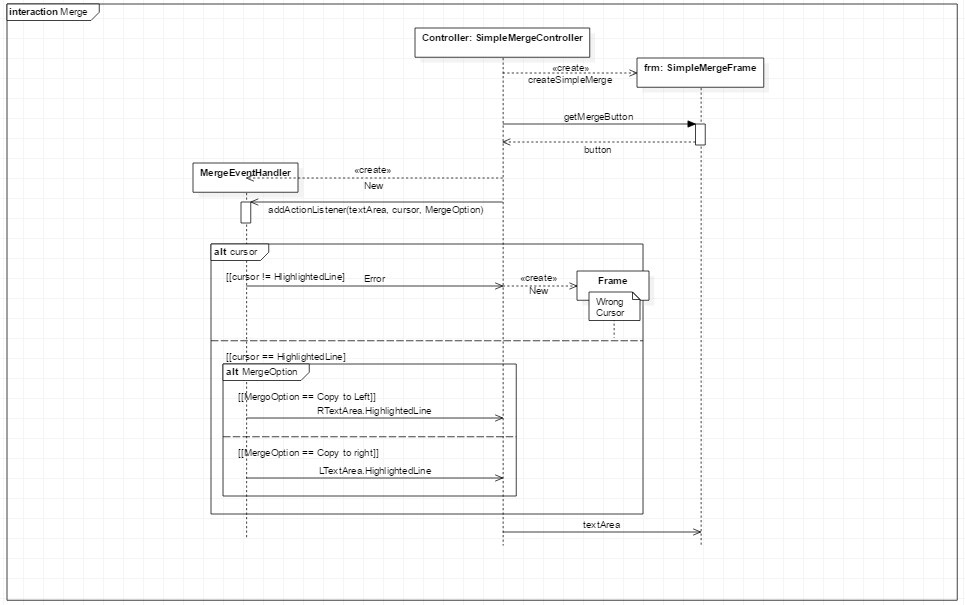 interaction Merge
Controller: SimpleMergeController
«create»
createSimpleMerge
frm: SimpleMergeFrame
getMergeButton
button
MergeEventHandler
«create»
New
addActionListener(textArea, cursor, MergeOption)
alt cursor
[[cursor != HIghlightedLine]
Error
«create»
New
Frame
Wrong
Cursor
[[cursor == HIghlightedLine]
alt MergeOption
[[MergoOption == Copy to Left]]
RTextArea.HighlightedLine
[[MergeOption == Copy to right]]
LTextArea.HighlightedLine
textArea